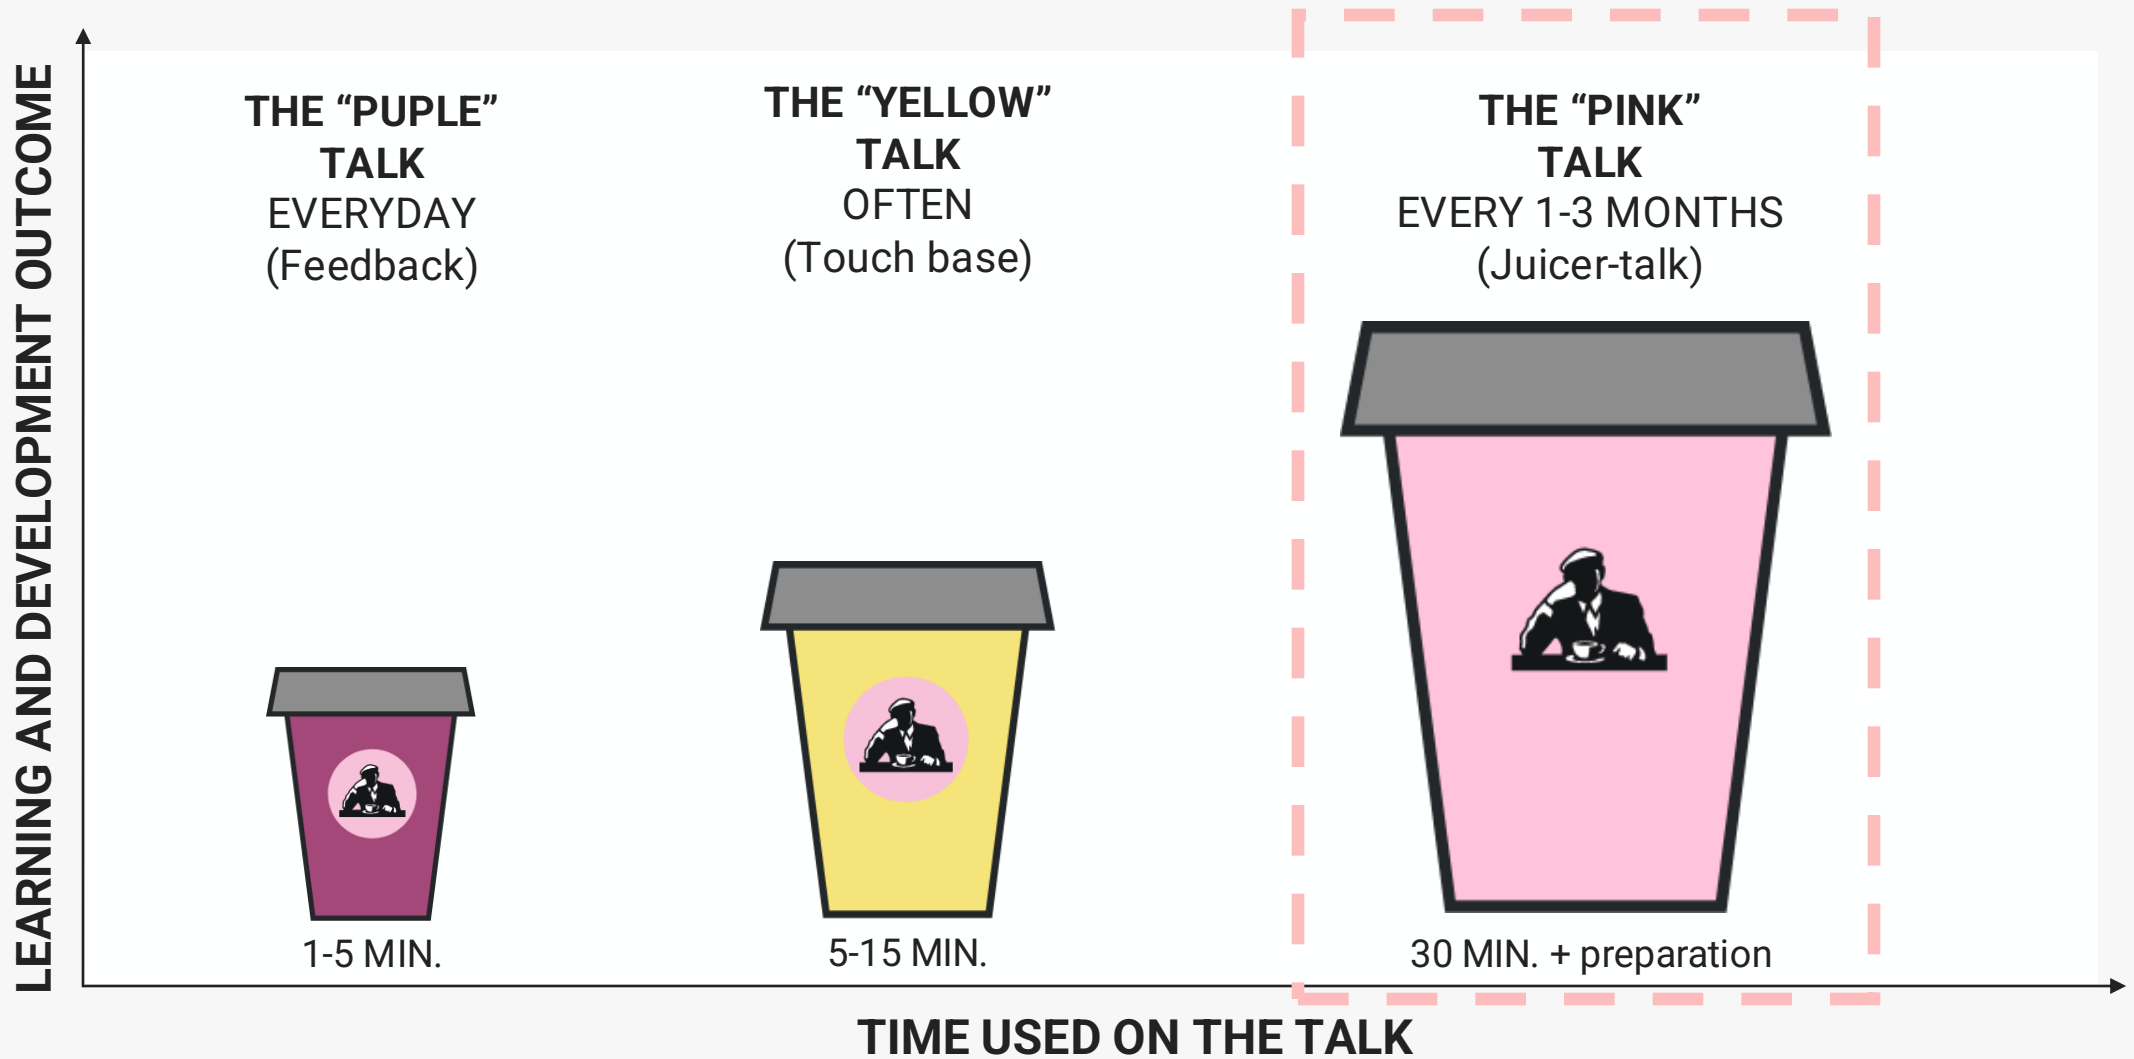 LEARNING AND DEVELOPMENT OUTCOME
THE “PUPLE”
TALK
EVERYDAY
(Feedback)
1-5 MIN.
THE “YELLOW”
TALK
OFTEN
(Touch base)
5-15 MIN.
THE “PINK”
TALK
EVERY 1-3 MONTHS
(Juicer-talk)
30 MIN. + preparation
TIME USED ON THE TALK